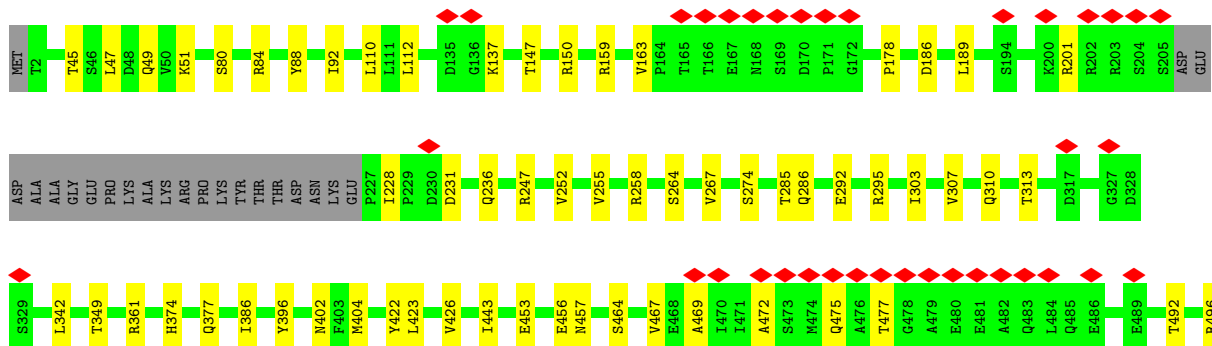 MET T2 T45 S46 L47 D48 Q49 V50 K51 S80 R84 Y88 I92 L110 L111 L112 D135 G136 K137 T147 R150 R159 V163 P164 T165 T166 E167 N168 S169 D170 P171 G172 P178 D186 L189 S194 K200 R201 R202 R203 S204 S205 ASP GLU
ASP ALA ALA GLY GLU PRO LYS ALA LYS ARG PRO LYS TYR THR THR ASP ASN LYS GLU P227 I228 P229 D230 D231 Q236 R247 V252 V255 R258 S264 V267 S274 T285 Q286 E292 R295 I303 V307 Q310 T313 D317 G327 D328
S329 L342 T349 R361 H374 Q377 I386 Y396 N402 F403 M404 Y422 L423 V426 I443 E453 E456 N457 S464 V467 E468 A469 I470 I471 A472 S473 M474 Q475 A476 T477 G478 A479 E480 E481 A482 Q483 L484 Q485 E486 E489 T492 R496